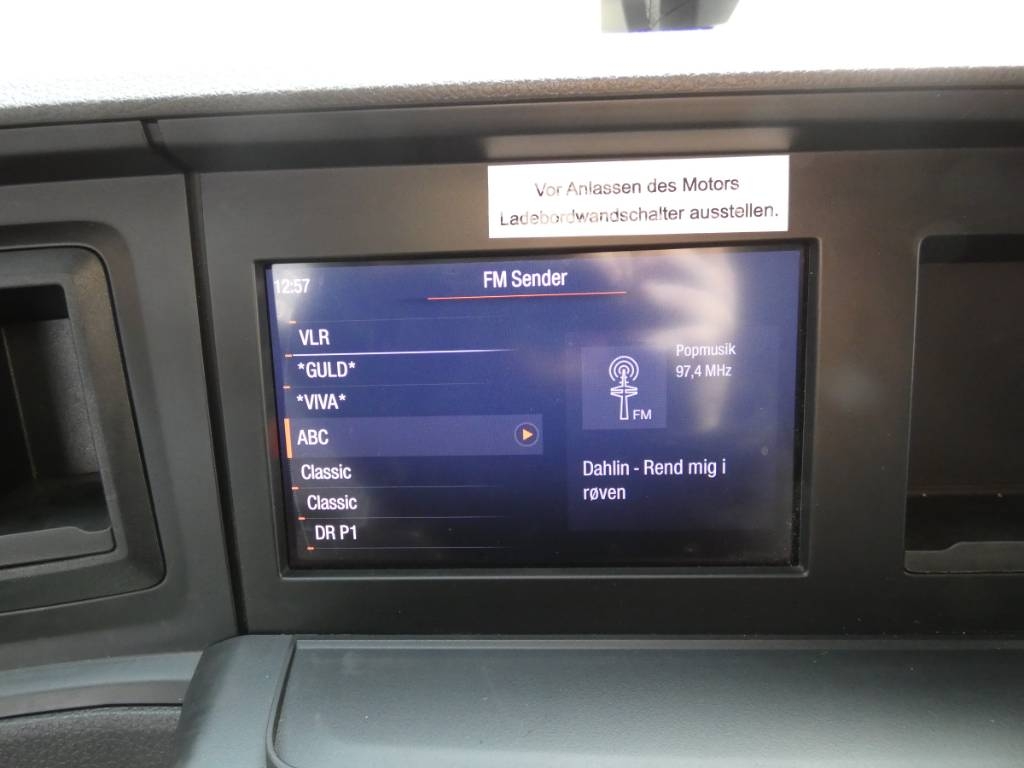 Vor Anlassen des Motors
Ladebordwandschalter ausstellen.
12:57
FM Sender
VLR
*GULD*
*VIVA*
ABC
Classic
Classic
DR P1
Popmusik
97,4 MHz
FM
Dahlin - Rend mig i
røven